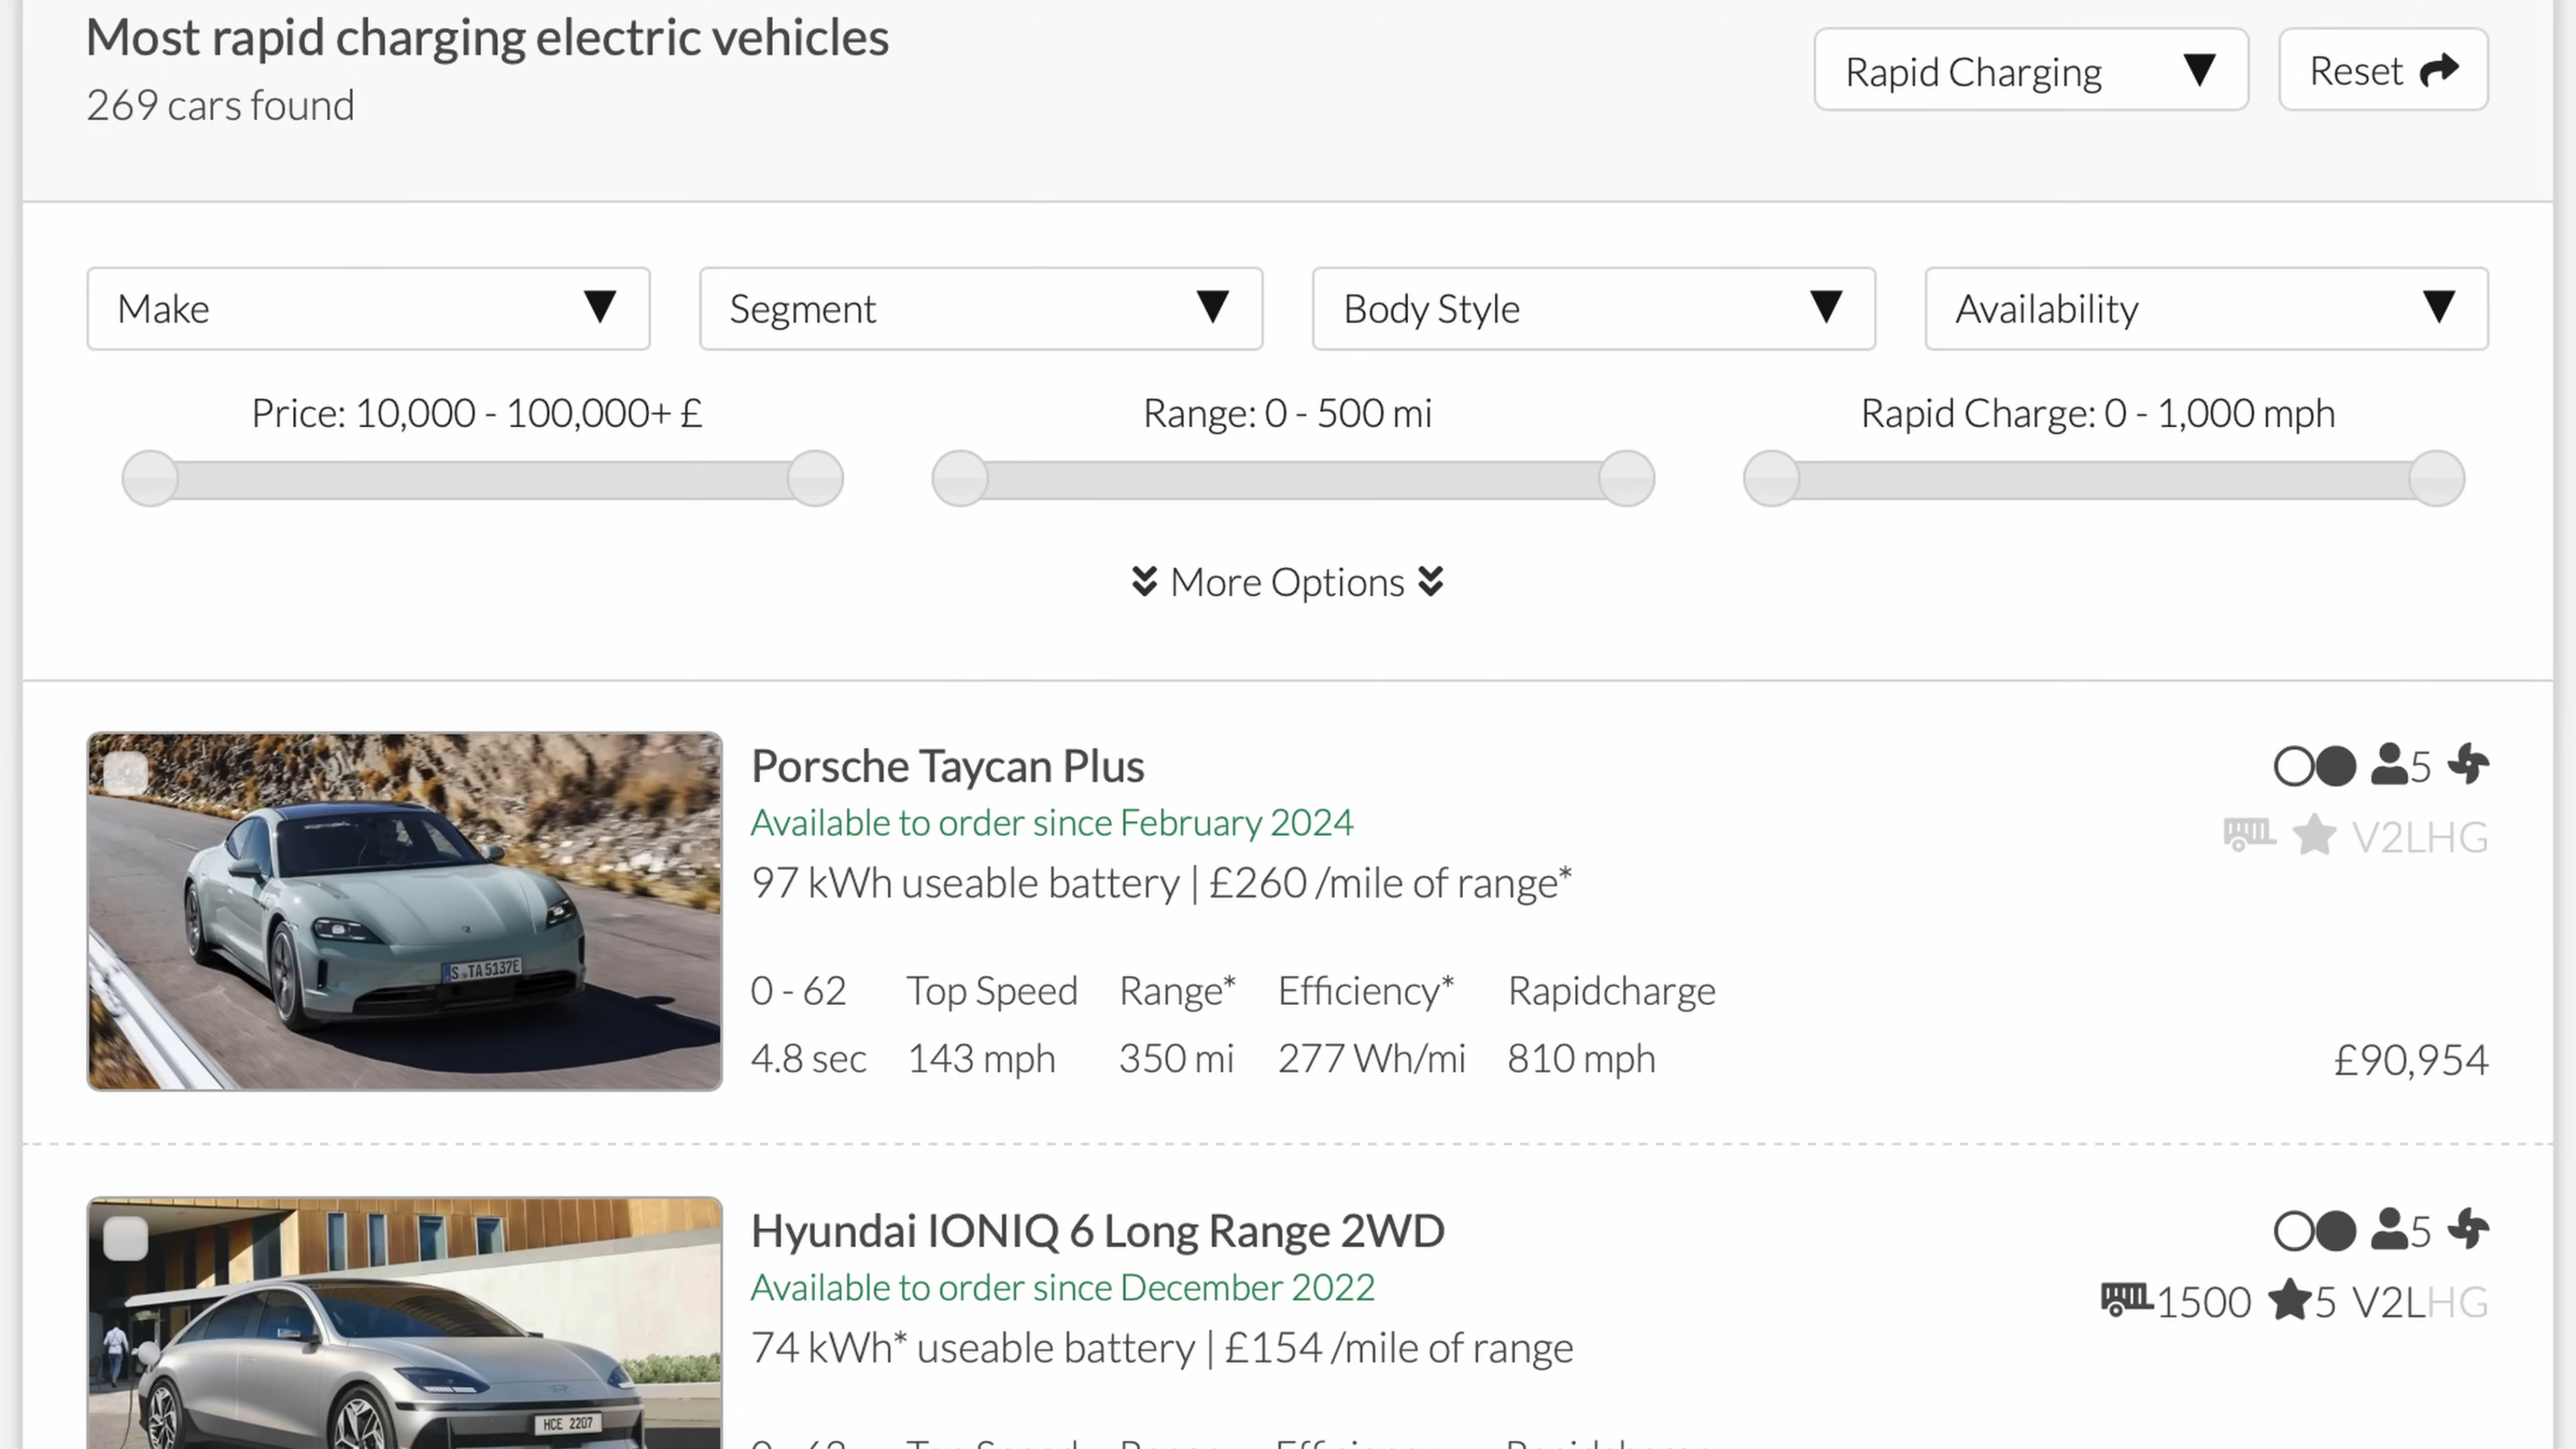 Most rapid charging electric vehicles
269 cars found
Rapid Charging
Reset
Make
Segment
Body Style
Availability
Price: 10,000 - 100,000+ £
Range: 0 - 500 mi
Rapid Charge: 0 - 1,000 mph
More Options
Porsche Taycan Plus
5
Available to order since February 2024
V2LHG
97 kWh useable battery | £260 /mile of range*
0 - 62 Top Speed Range* Efficiency* Rapidcharge
4.8 sec 143 mph 350 mi 277 Wh/mi 810 mph
£90,954
S TA 5137E
Hyundai IONIQ 6 Long Range 2WD
5
Available to order since December 2022
1500 5 V2LHG
74 kWh* useable battery | £154 /mile of range
HCE 2207